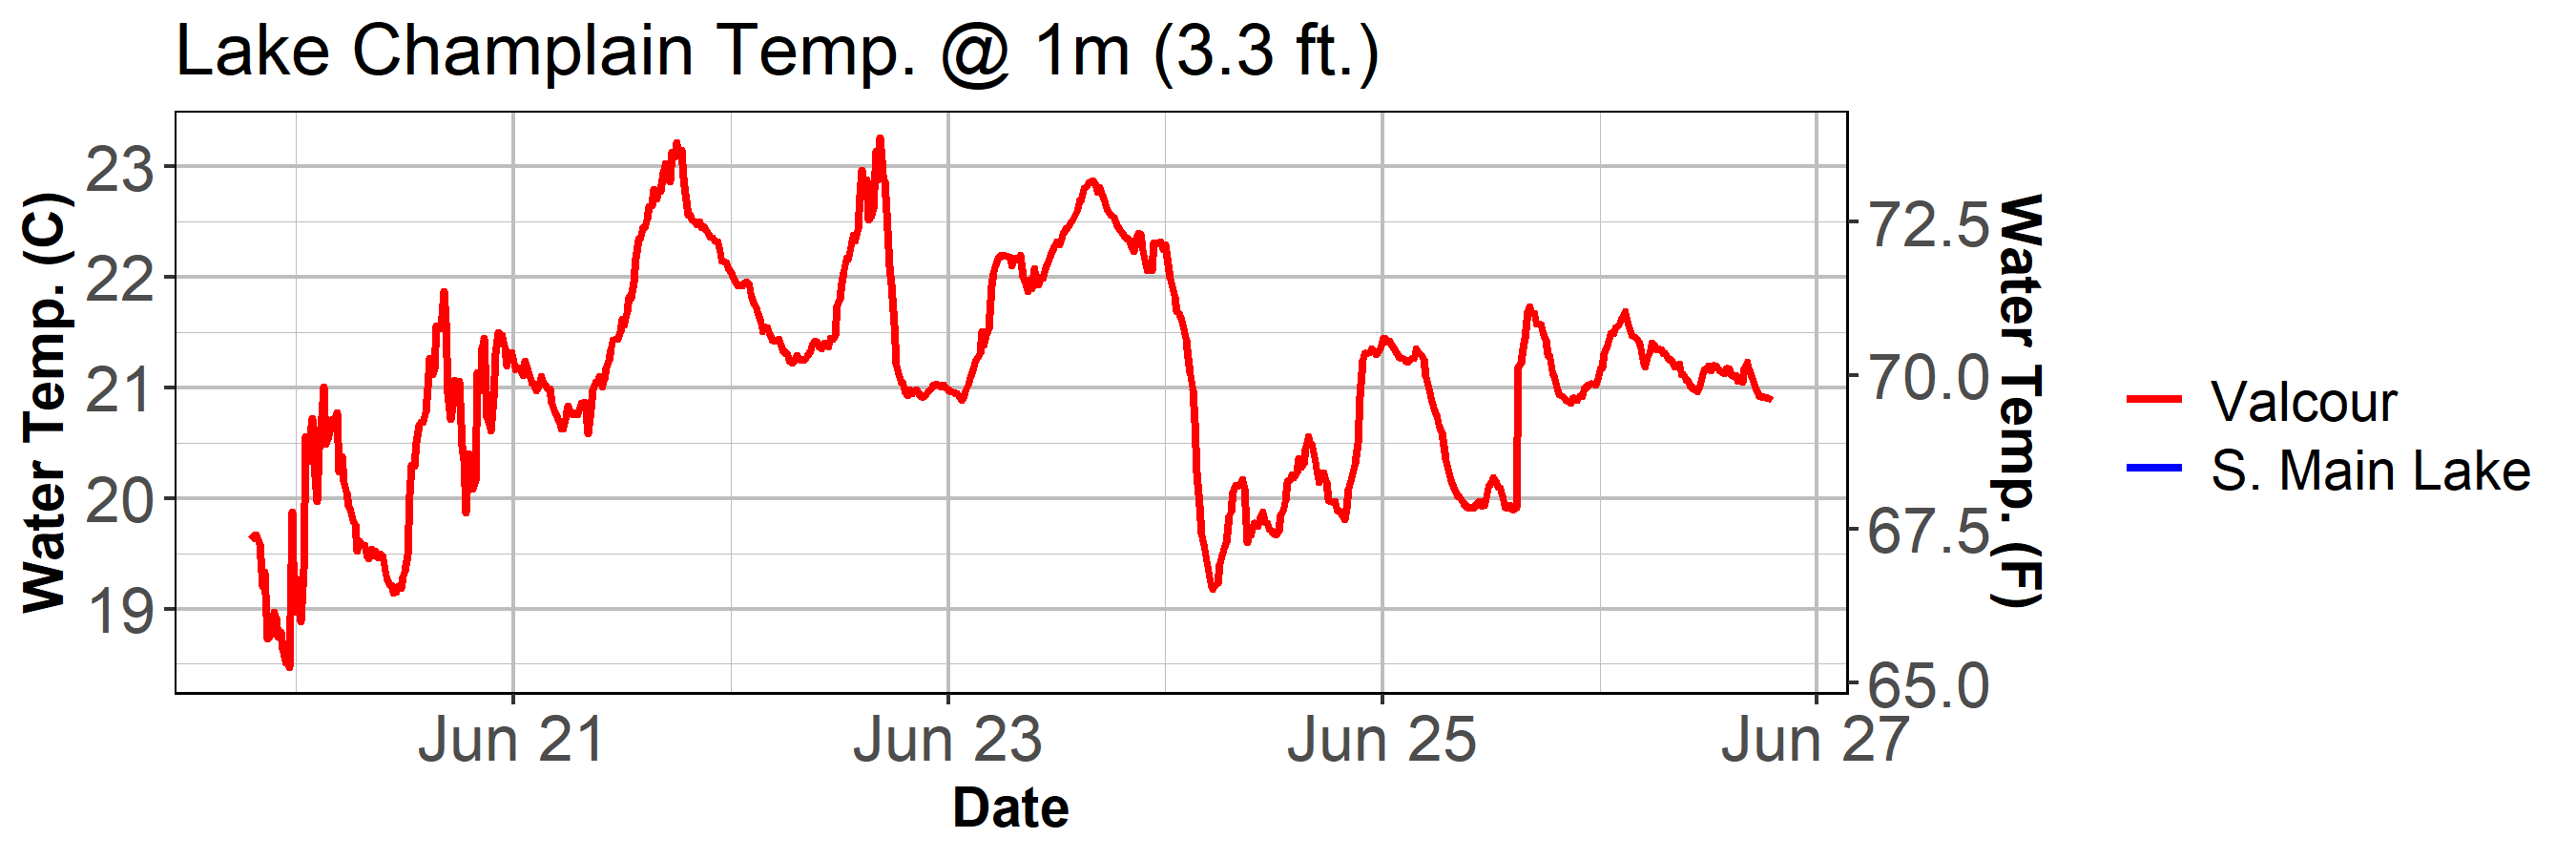 Lake Champlain Temp. @ 1m (3.3 ft.)
Water Temp. (C)
23
22
21
20
19
72.5
70.0
67.5
65.0
Water Temp. (F)
Jun 21
Jun 23
Jun 25
Jun 27
Date
Valcour
S. Main Lake